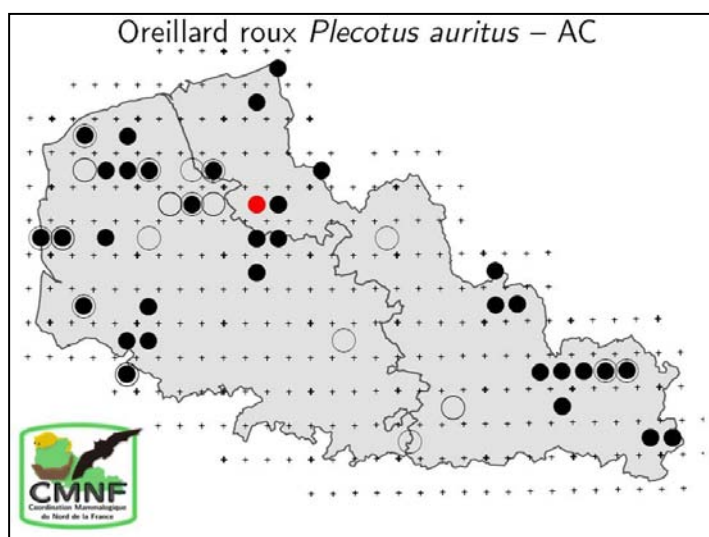 Oreillard roux Plecotus auritus – AC
CMNF
Coordination Mammalogique
du Nord de la France